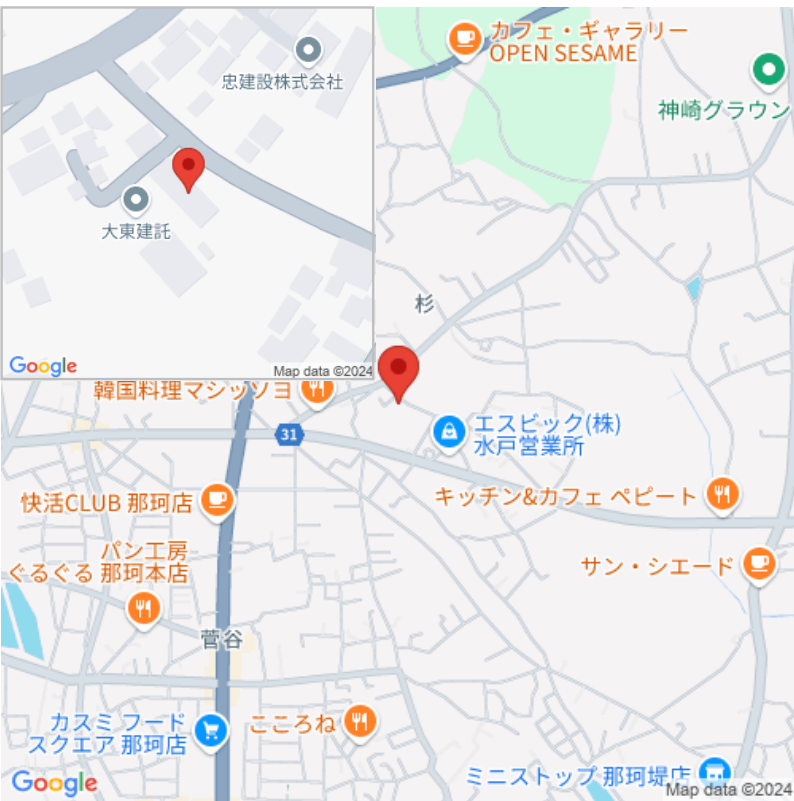 忠建設株式会社
大東建託
Google
Map data ©2024
カフェ・ギャラリー
OPEN SESAME
神崎グラウン
杉
韓国料理マシッソヨ
31
エスビック(株)
水戸営業所
快活CLUB 那珂店
キッチン&カフェ ペピート
パン工房
ぐるぐる 那珂本店
サン・シエード
菅谷
カスミ フード
スクエア 那珂店
こころね
ミニストップ 那珂堤店
Google
Map data ©2024